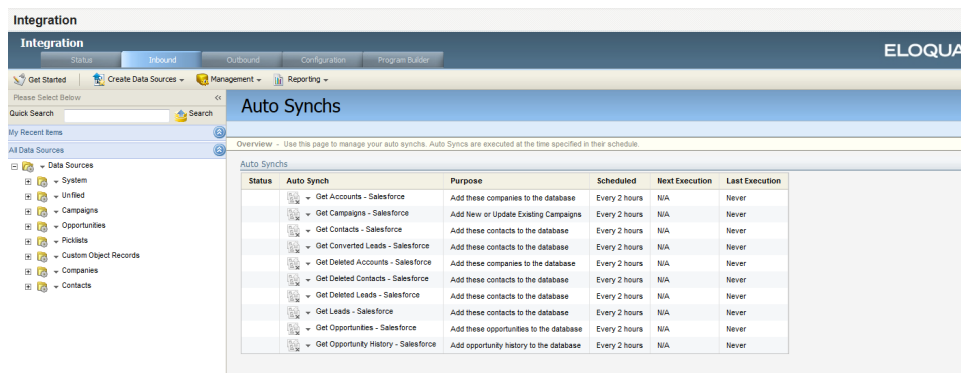 Integration
Integration
ELOQUA
Status Inbound Outbound Configuration Program Builder
Get Started Create Data Sources Management Reporting
Please Select Below <<
Quick Search Search
My Recent Items
All Data Sources
Data Sources
System
Unfiled
Campaigns
Opportunities
Picklists
Custom Object Records
Companies
Contacts
Auto Synchs
Overview - Use this page to manage your auto synchs. Auto Syncs are executed at the time specified in their schedule.
Auto Synchs
Status Auto Synch Purpose Scheduled Next Execution Last Execution
Get Accounts - Salesforce Add these companies to the database Every 2 hours N/A Never
Get Campaigns - Salesforce Add New or Update Existing Campaigns Every 2 hours N/A Never
Get Contacts - Salesforce Add these contacts to the database Every 2 hours N/A Never
Get Converted Leads - Salesforce Add these contacts to the database Every 2 hours N/A Never
Get Deleted Accounts - Salesforce Add these companies to the database Every 2 hours N/A Never
Get Deleted Contacts - Salesforce Add these contacts to the database Every 2 hours N/A Never
Get Deleted Leads - Salesforce Add these contacts to the database Every 2 hours N/A Never
Get Leads - Salesforce Add these contacts to the database Every 2 hours N/A Never
Get Opportunities - Salesforce Add these opportunities to the database Every 2 hours N/A Never
Get Opportunity History - Salesforce Add opportunity history to the database Every 2 hours N/A Never